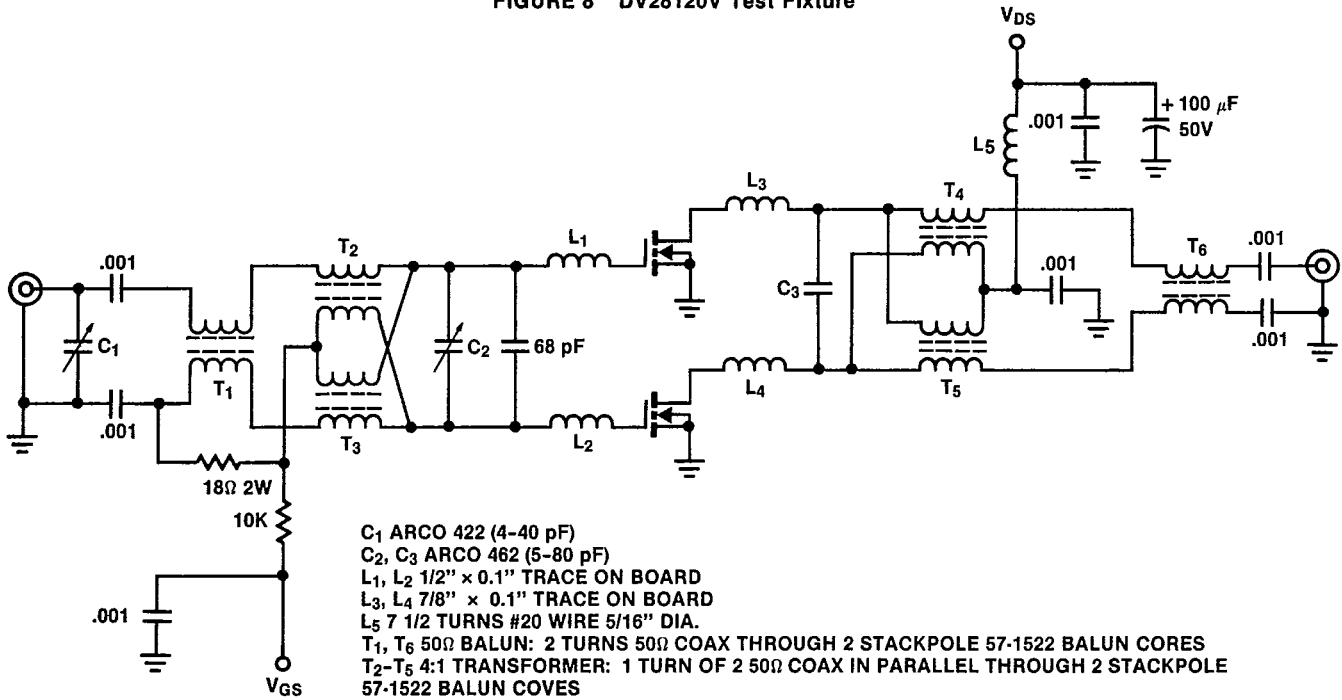 FIGURE 8 DV28120V Test Fixture
VDS
+ 100 μF
50V
.001
L5
L3
T4
T6
.001
L1
T2
.001
.001
C3
C1
C2
68 pF
T1
.001
T5
.001
L4
T3
L2
18Ω 2W
10K
.001
VGS
C1 ARCO 422 (4-40 pF)
C2, C3 ARCO 462 (5-80 pF)
L1, L2 1/2" × 0.1" TRACE ON BOARD
L3, L4 7/8" × 0.1" TRACE ON BOARD
L5 7 1/2 TURNS #20 WIRE 5/16" DIA.
T1, T6 50Ω BALUN: 2 TURNS 50Ω COAX THROUGH 2 STACKPOLE 57-1522 BALUN CORES
T2-T5 4:1 TRANSFORMER: 1 TURN OF 2 50Ω COAX IN PARALLEL THROUGH 2 STACKPOLE
57-1522 BALUN COVES